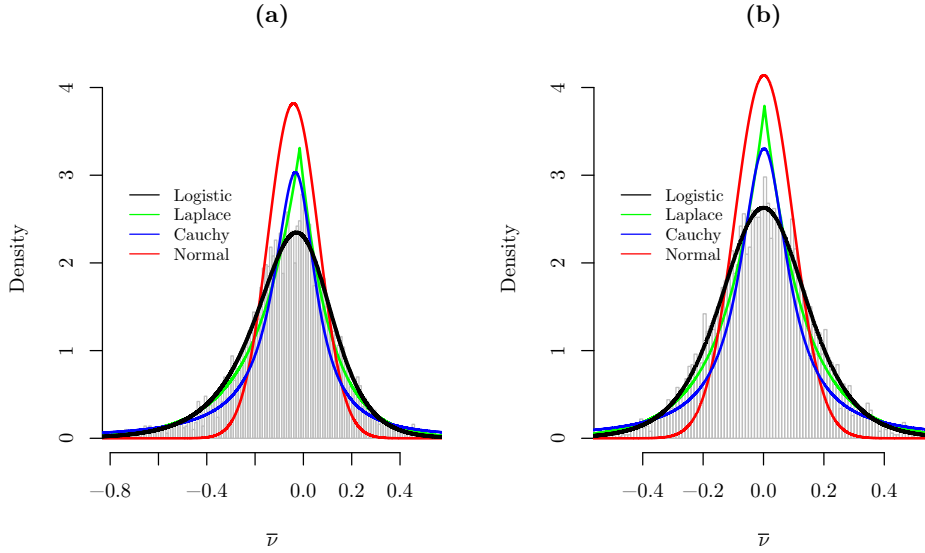 (a)
Density
0
1
2
3
4
Logistic
Laplace
Cauchy
Normal
−0.8
−0.4
0.0
0.2
0.4
ν̅
(b)
Density
0
1
2
3
4
Logistic
Laplace
Cauchy
Normal
−0.4
−0.2
0.0
0.2
0.4
ν̅